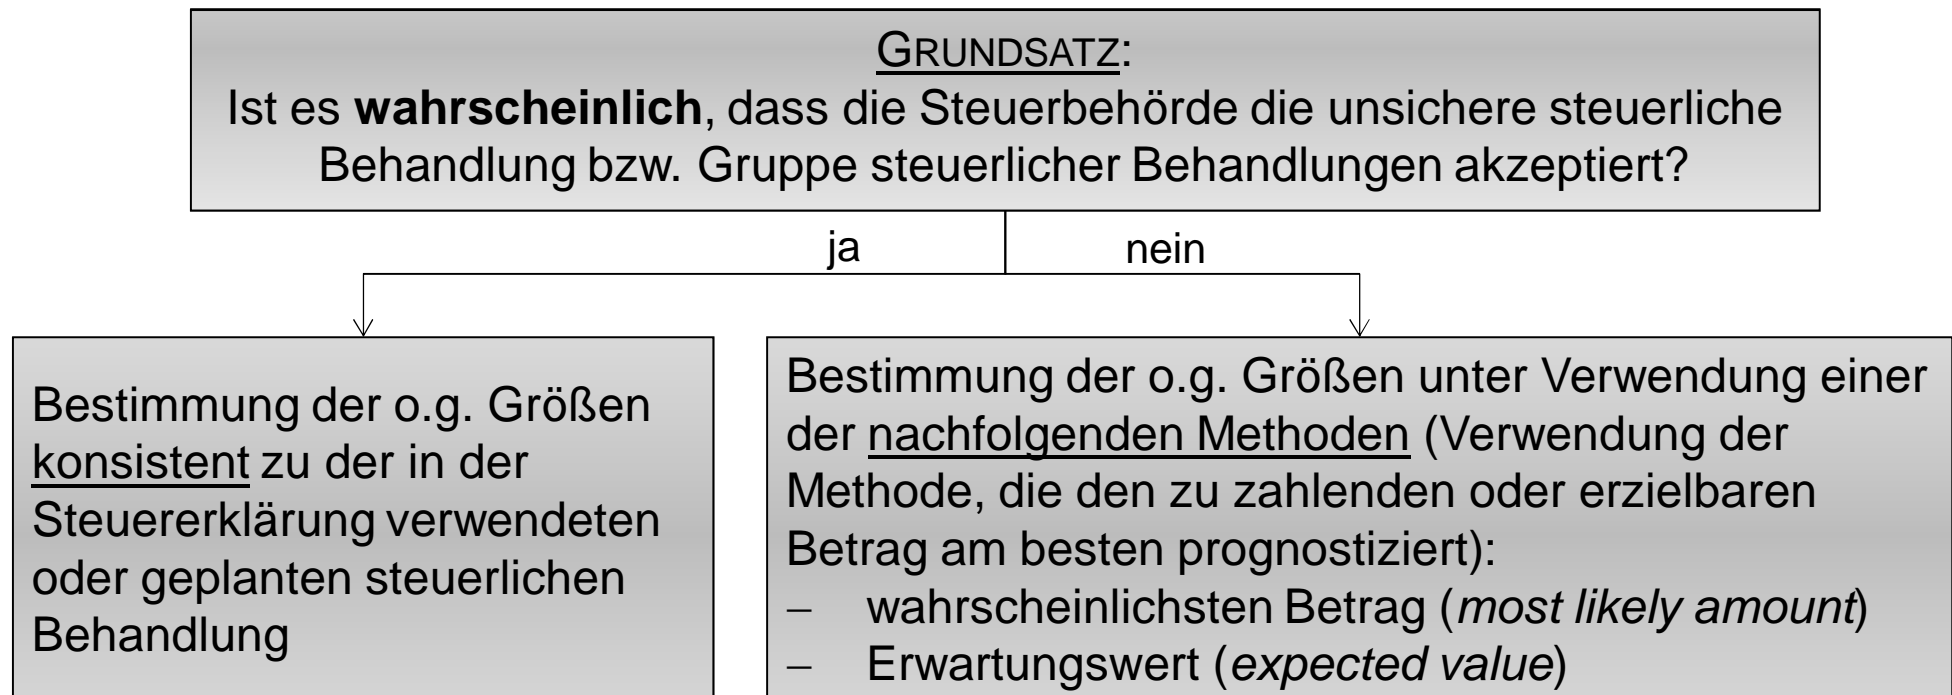 GRUNDSATZ:
Ist es wahrscheinlich, dass die Steuerbehörde die unsichere steuerliche
Behandlung bzw. Gruppe steuerlicher Behandlungen akzeptiert?
ja
nein
Bestimmung der o.g. Größen
konsistent zu der in der
Steuererklärung verwendeten
oder geplanten steuerlichen
Behandlung
Bestimmung der o.g. Größen unter Verwendung einer
der nachfolgenden Methoden (Verwendung der
Methode, die den zu zahlenden oder erzielbaren
Betrag am besten prognostiziert):
– wahrscheinlichsten Betrag (most likely amount)
– Erwartungswert (expected value)